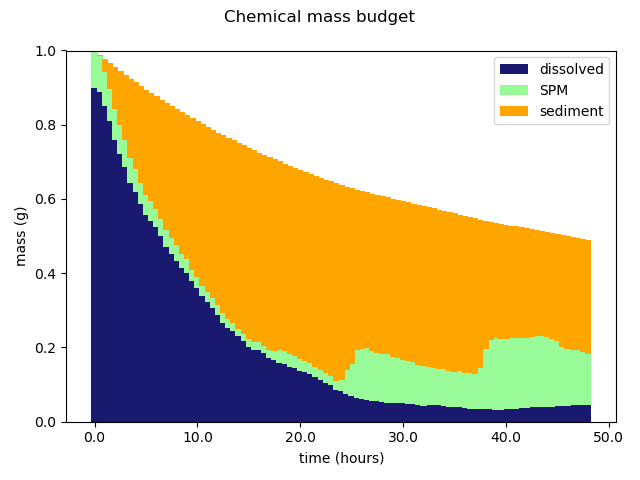 Chemical mass budget
1.0
0.8
0.6
0.4
0.2
0.0
mass (g)
dissolved
SPM
sediment
0.0 10.0 20.0 30.0 40.0 50.0
time (hours)